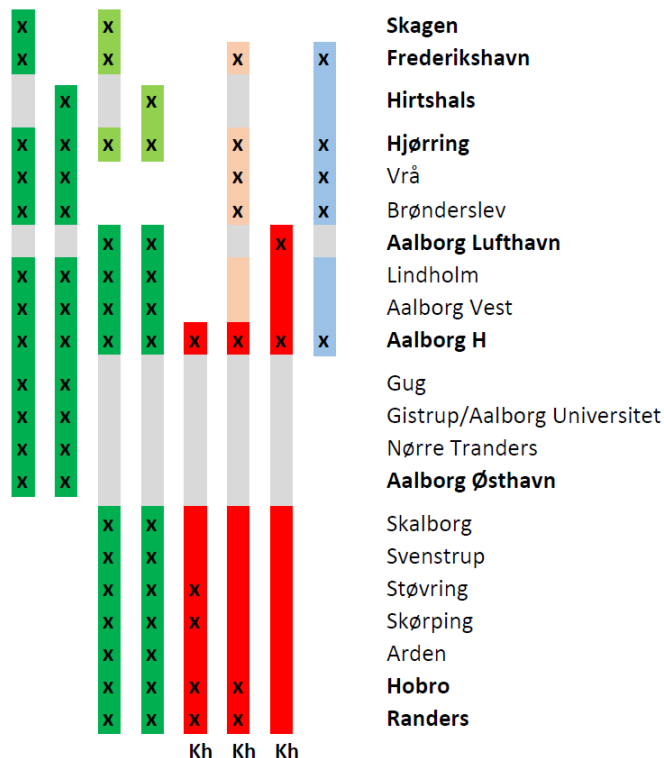 x x Skagen
x x x x Frederikshavn
x x Hirtshals
x x x x x x Hjørring
x x x x Vrå
x x x x Brønderslev
x x x Aalborg Lufthavn
x x x x Lindholm
x x x x Aalborg Vest
x x x x x x x x Aalborg H
x x Gug
x x Gistrup/Aalborg Universitet
x x Nørre Tranders
x x Aalborg Østhavn
x x Skalborg
x x Svenstrup
x x x Støvring
x x x Skørping
x x Arden
x x x x Hobro
x x x x Randers
Kh Kh Kh